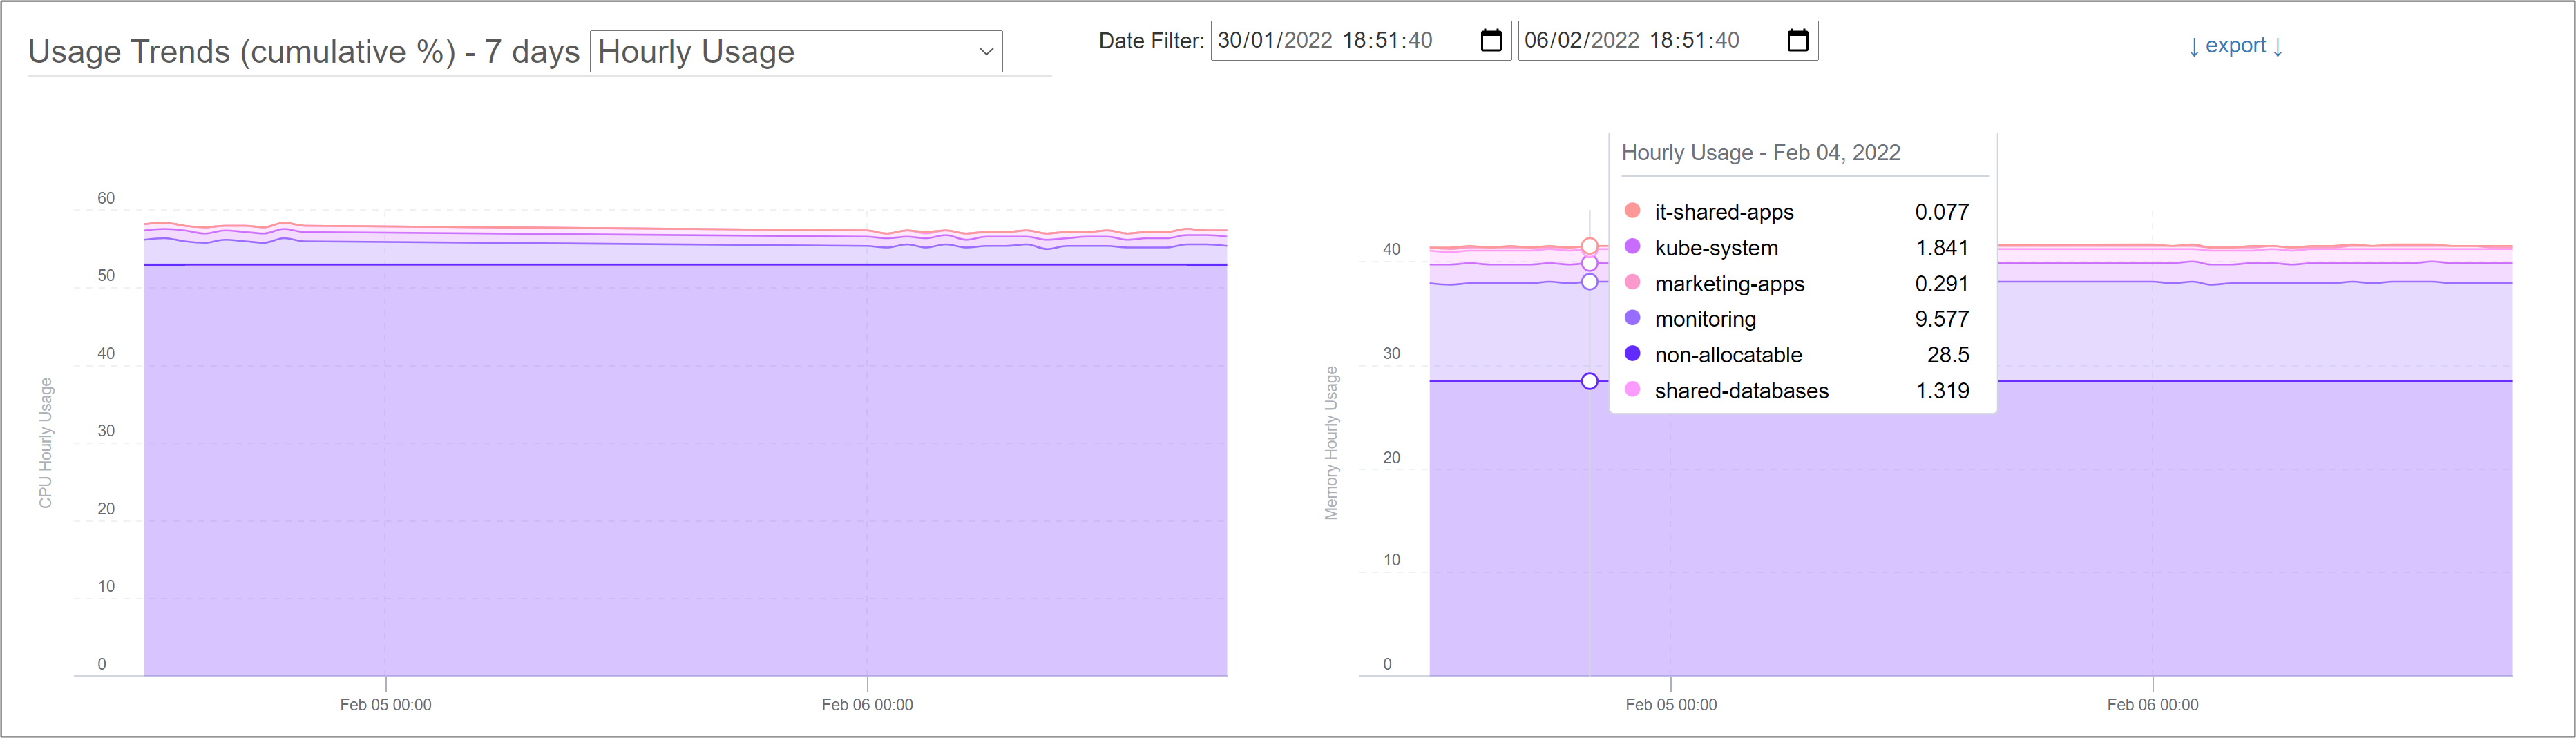 Usage Trends (cumulative %) - 7 days Hourly Usage
Date Filter: 30/01/2022 18:51:40 06/02/2022 18:51:40
↓ export ↓
CPU Hourly Usage
60
50
40
30
20
10
0
Feb 05 00:00 Feb 06 00:00
Memory Hourly Usage
40
30
20
10
0
Feb 05 00:00 Feb 06 00:00
Hourly Usage - Feb 04, 2022
it-shared-apps 0.077
kube-system 1.841
marketing-apps 0.291
monitoring 9.577
non-allocatable 28.5
shared-databases 1.319